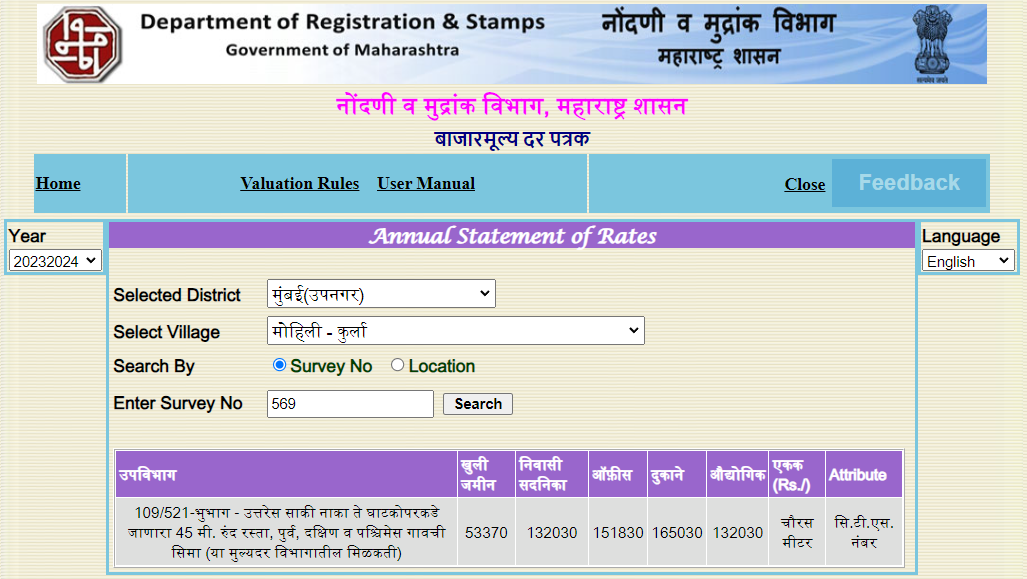 Department of Registration & Stamps
Government of Maharashtra
नोंदणी व मुद्रांक विभाग
महाराष्ट्र शासन
नोंदणी व मुद्रांक विभाग, महाराष्ट्र शासन
बाजारमूल्य दर पत्रक
Home Valuation Rules User Manual Close Feedback
Year Annual Statement of Rates Language
20232024 English
Selected District मुंबई(उपनगर)
Select Village मोहिली - कुर्ला
Search By Survey No Location
Enter Survey No 569 Search
उपविभाग खुली जमीन निवासी सदनिका ऑफ़ीस दुकाने औद्योगिक एकक (Rs./) Attribute
109/521-भुभाग - उत्तरेस साकी नाका ते घाटकोपरकडे
जाणारा 45 मी. रुंद रस्ता, पुर्व, दक्षिण व पश्चिमेस गावची
सिमा (या मुल्यदर विभागातील मिळकती)
53370 132030 151830 165030 132030 चौरस मीटर सि.टी.एस. नंबर